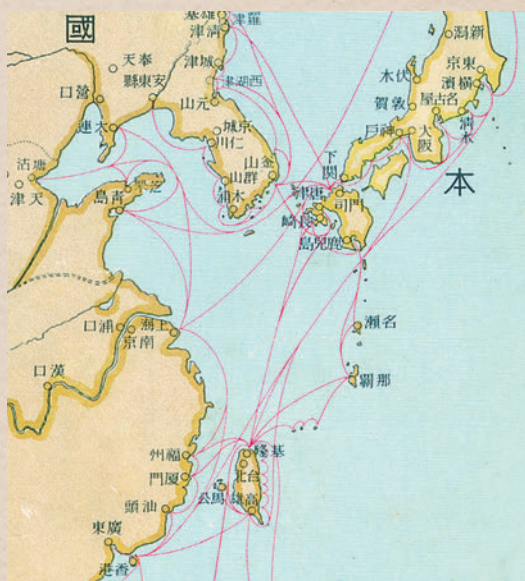 國
本
雄基
羅津
清津
城津
西湖津
元山
奉天
安東縣
營口
大連
京城
仁川
群山
木浦
釜山
塘沽
天津
青島
新潟
東京
橫濱
名古屋
清水
伏木
敦賀
神戶
大阪
下關
門司
唐津
長崎
鹿兒島
名瀨
那霸
浦口
南京
上海
漢口
福州
厦門
汕頭
廣東
香港
基隆
台北
馬公
高雄